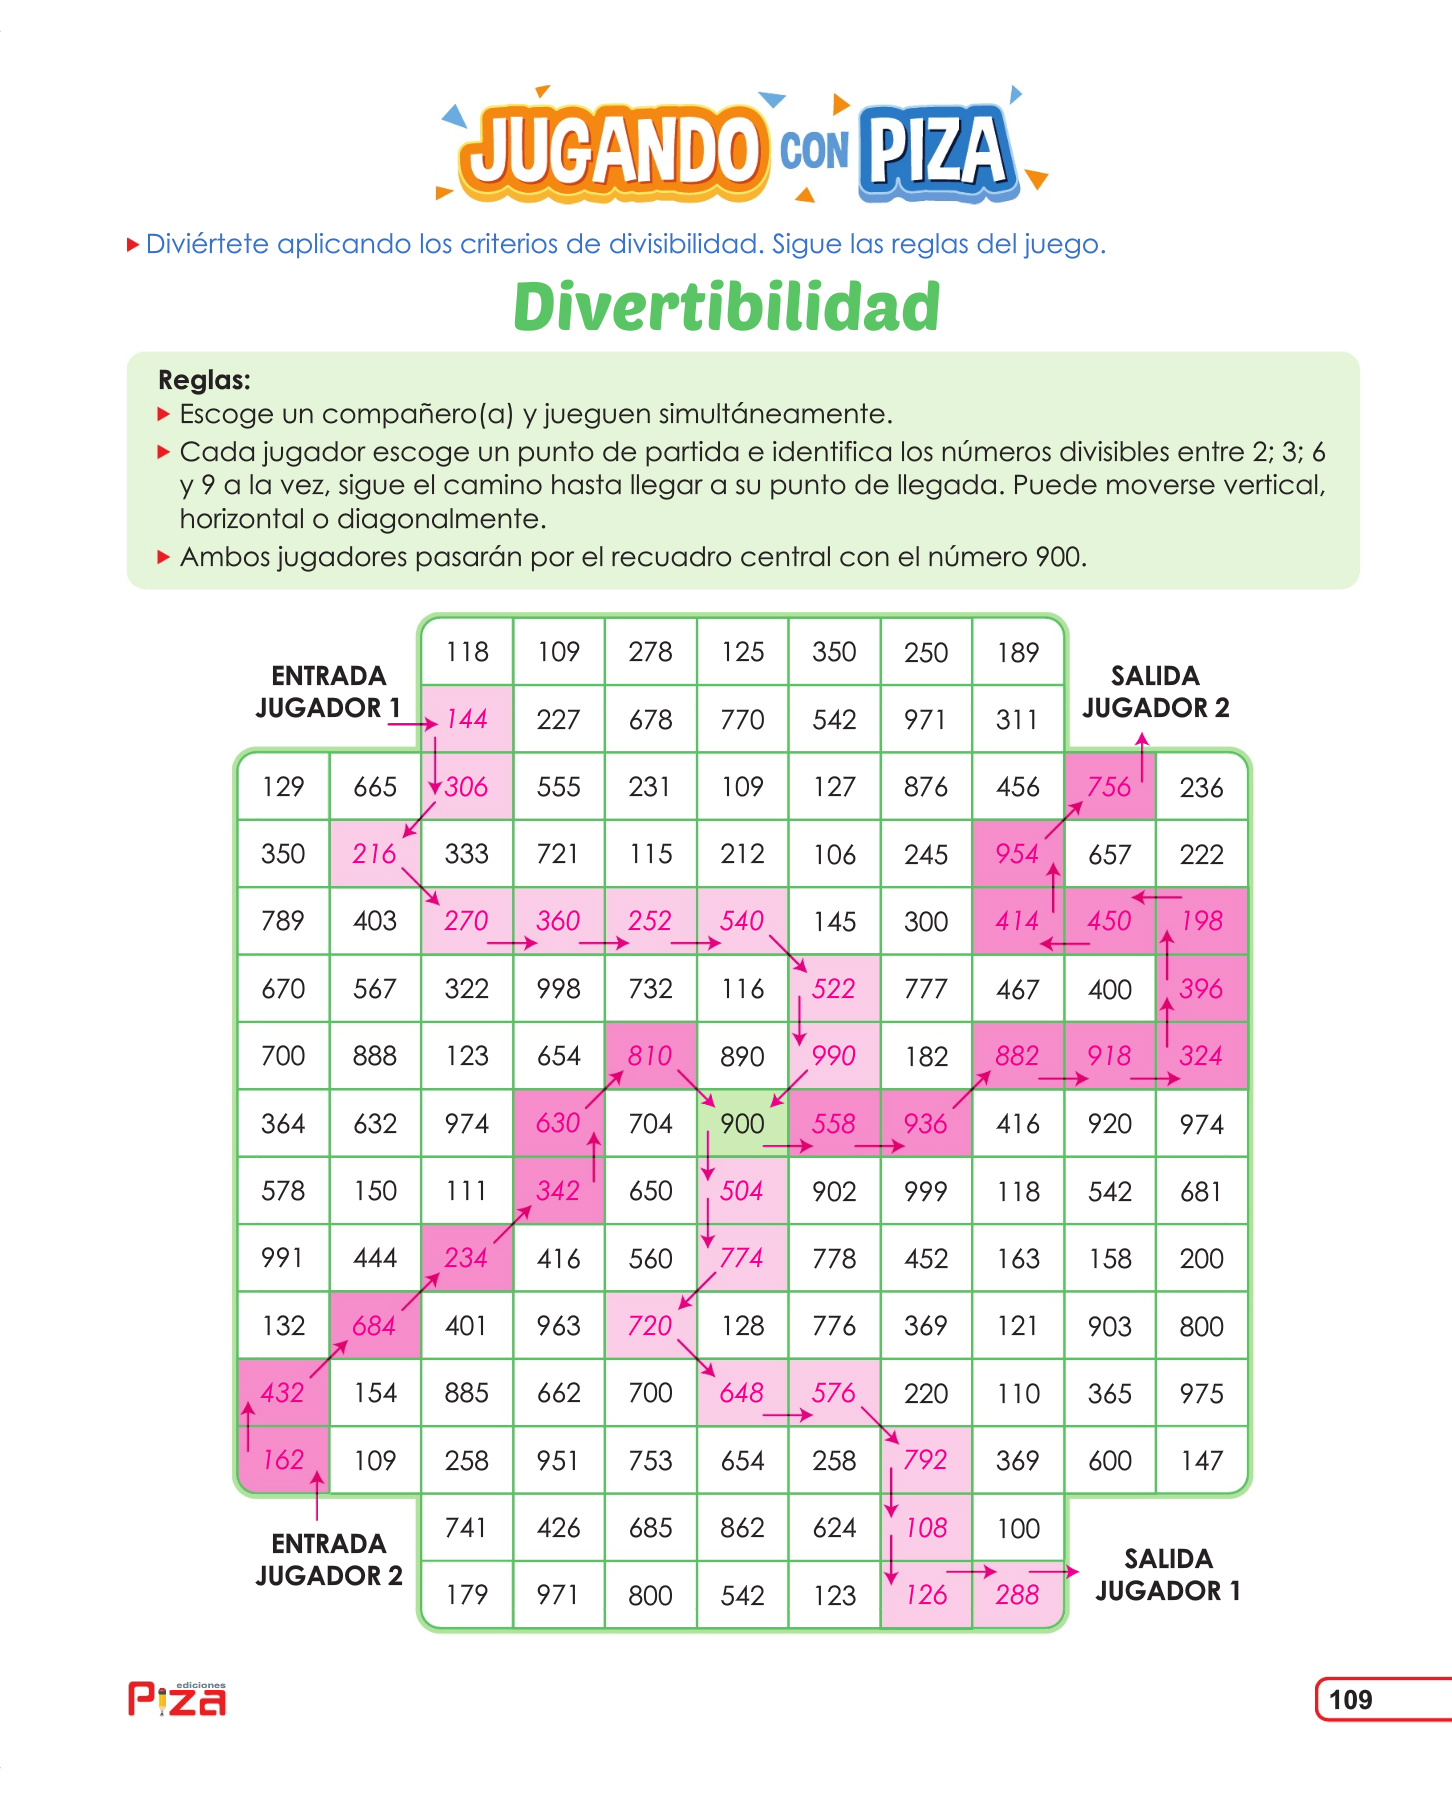 JUGANDO CON PIZA
Diviértete aplicando los criterios de divisibilidad. Sigue las reglas del juego.
Divertibilidad
Reglas:
Escoge un compañero(a) y jueguen simultáneamente.
Cada jugador escoge un punto de partida e identifica los números divisibles entre 2; 3; 6
y 9 a la vez, sigue el camino hasta llegar a su punto de llegada. Puede moverse vertical,
horizontal o diagonalmente.
Ambos jugadores pasarán por el recuadro central con el número 900.
ENTRADA
JUGADOR 1
SALIDA
JUGADOR 2
118 109 278 125 350 250 189
144 227 678 770 542 971 311
129 665 306 555 231 109 127 876 456 756 236
350 216 333 721 115 212 106 245 954 657 222
789 403 270 360 252 540 145 300 414 450 198
670 567 322 998 732 116 522 777 467 400 396
700 888 123 654 810 890 990 182 882 918 324
364 632 974 630 704 900 558 936 416 920 974
578 150 111 342 650 504 902 999 118 542 681
991 444 234 416 560 774 778 452 163 158 200
132 684 401 963 720 128 776 369 121 903 800
432 154 885 662 700 648 576 220 110 365 975
162 109 258 951 753 654 258 792 369 600 147
741 426 685 862 624 108 100
179 971 800 542 123 126 288
ENTRADA
JUGADOR 2
SALIDA
JUGADOR 1
ediciones
Piza
109